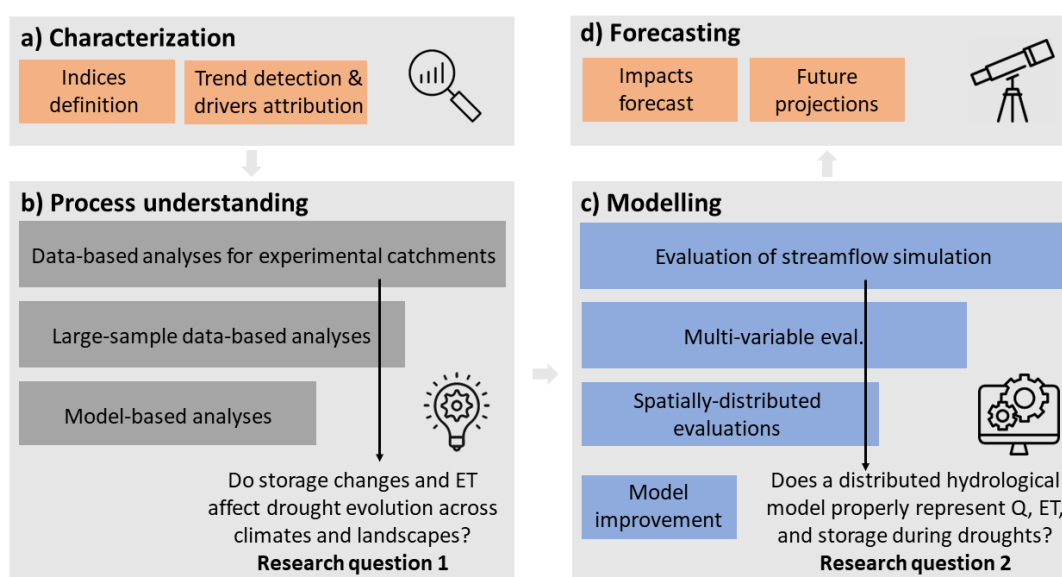 a) Characterization
Indices
definition
Trend detection &
drivers attribution
b) Process understanding
Data-based analyses for experimental catchments
Large-sample data-based analyses
Model-based analyses
Do storage changes and ET
affect drought evolution across
climates and landscapes?
Research question 1
c) Modelling
Evaluation of streamflow simulation
Multi-variable eval.
Spatially-distributed
evaluations
Model
improvement
Does a distributed hydrological
model properly represent Q, ET,
and storage during droughts?
Research question 2
d) Forecasting
Impacts
forecast
Future
projections